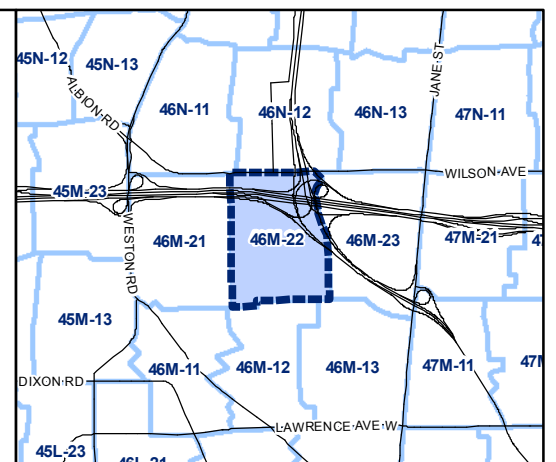 45N-12
45N-13
JANE ST
ALBION RD
46N-11
46N-12
46N-13
47N-11
WILSON AVE
45M-23
WESTON RD
46M-21
46M-22
46M-23
47M-21
45M-13
46M-11
46M-12
46M-13
47M-11
DIXON RD
LAWRENCE AVE W
45L-23